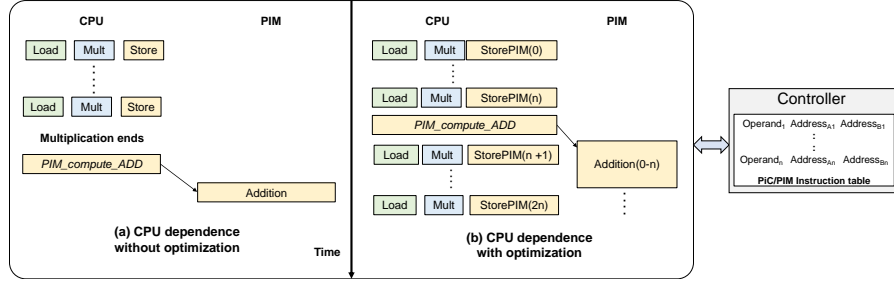 CPU
PIM
Load Mult Store
Load Mult Store
Multiplication ends
PIM_compute_ADD
Addition
(a) CPU dependence
without optimization
Time
CPU
PIM
Load Mult StorePIM(0)
Load Mult StorePIM(n)
PIM_compute_ADD
Load Mult StorePIM(n +1)
Addition(0-n)
Load Mult StorePIM(2n)
(b) CPU dependence
with optimization
Controller
Operand1 AddressA1 AddressB1
Operandn AddressAn AddressBn
PiC/PIM Instruction table